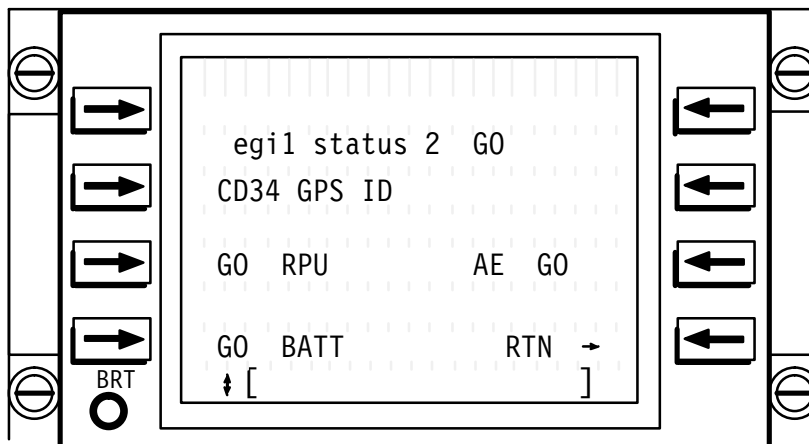 egi1 status 2 GO
CD34 GPS ID
GO RPU AE GO
GO BATT RTN →
[ ]
BRT